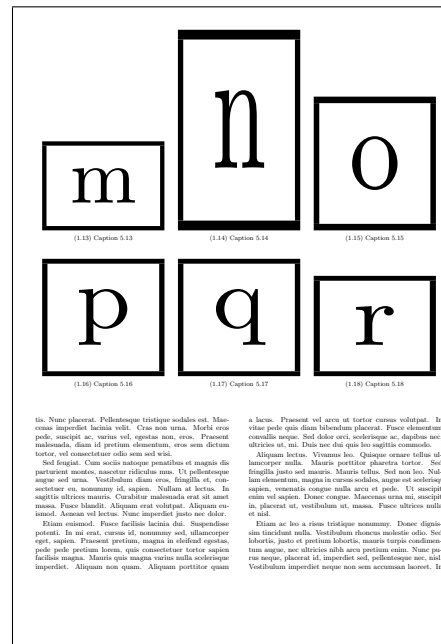 m
n
o
(1.13) Caption 5.13
(1.14) Caption 5.14
(1.15) Caption 5.15
p
q
r
(1.16) Caption 5.16
(1.17) Caption 5.17
(1.18) Caption 5.18
tis. Nunc placerat. Pellentesque tristique sodales est. Mae-
cenas imperdiet lacinia velit. Cras non urna. Morbi eros
pede, suscipit ac, varius vel, egestas non, eros. Praesent
malesuada, diam id pretium elementum, eros sem dictum
tortor, vel consectetuer odio sem sed wisi.
Sed feugiat. Cum sociis natoque penatibus et magnis dis
parturient montes, nascetur ridiculus mus. Ut pellentesque
augue sed urna. Vestibulum diam eros, fringilla et, con-
sectetuer eu, nonummy id, sapien. Nullam at lectus. In
sagittis ultrices mauris. Curabitur malesuada erat sit amet
massa. Fusce blandit. Aliquam erat volutpat. Aliquam eu-
ismod. Aenean vel lectus. Nunc imperdiet justo nec dolor.
Etiam euismod. Fusce facilisis lacinia dui. Suspendisse
potenti. In mi erat, cursus id, nonummy sed, ullamcorper
eget, sapien. Praesent pretium, magna in eleifend egestas,
pede pede pretium lorem, quis consectetuer tortor sapien
facilisis magna. Mauris quis magna varius nulla scelerisque
imperdiet. Aliquam non quam. Aliquam porttitor quam
a lacus. Praesent vel arcu ut tortor cursus volutpat. In
vitae pede quis diam bibendum placerat. Fusce elementum
convallis neque. Sed dolor orci, scelerisque ac, dapibus nec,
ultricies ut, mi. Duis nec dui quis leo sagittis commodo.
Aliquam lectus. Vivamus leo. Quisque ornare tellus ul-
lamcorper nulla. Mauris porttitor pharetra tortor. Sed
fringilla justo sed mauris. Mauris tellus. Sed non leo. Nul-
lam elementum, magna in cursus sodales, augue est scelerisque
sapien, venenatis congue nulla arcu et pede. Ut suscipit
enim vel sapien. Donec congue. Maecenas urna mi, suscipit
in, placerat ut, vestibulum ut, massa. Fusce ultrices nulla
et nisl.
Etiam ac leo a risus tristique nonummy. Donec dignis-
sim tincidunt nulla. Vestibulum rhoncus molestie odio. Sed
lobortis, justo et pretium lobortis, mauris turpis condimen-
tum augue, nec ultricies nibh arcu pretium enim. Nunc pu-
rus neque, placerat id, imperdiet sed, pellentesque nec, nisl.
Vestibulum imperdiet neque non sem accumsan laoreet. In